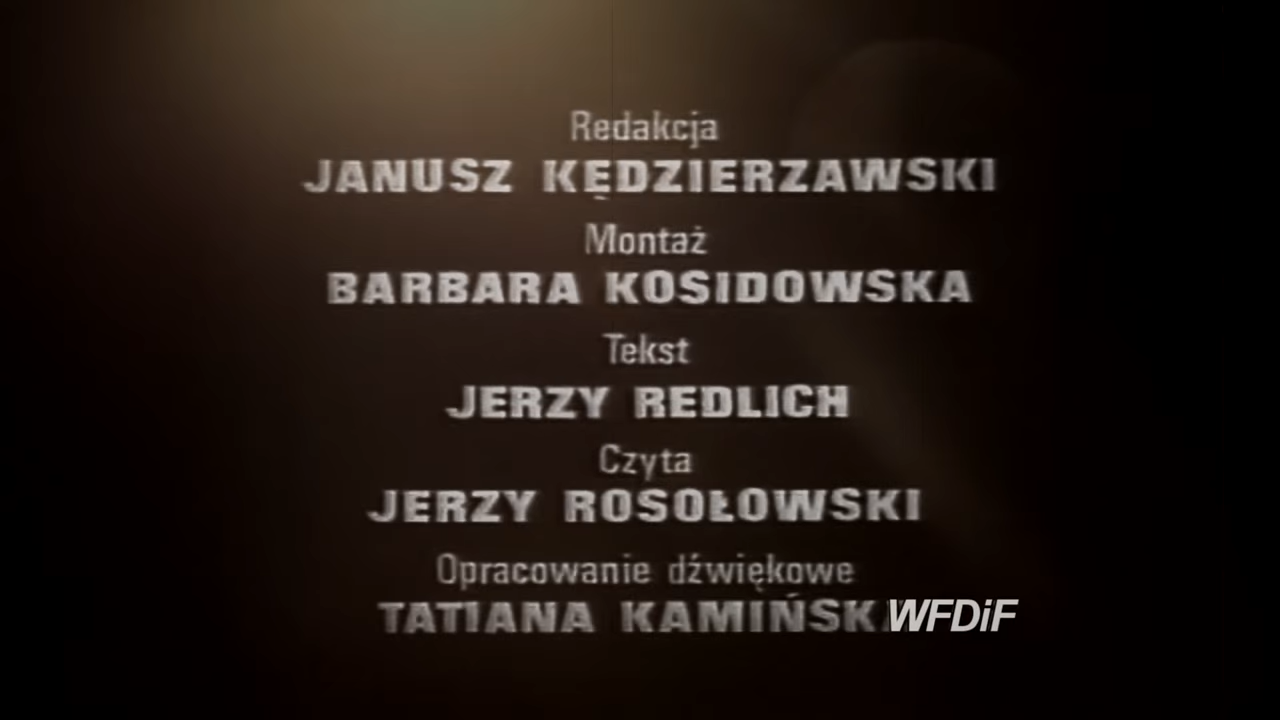 Redakcja
JANUSZ KĘDZIERZAWSKI
Montaż
BARBARA KOSIDOWSKA
Tekst
JERZY REDLICH
Czyta
JERZY ROSOŁOWSKI
Opracowanie dźwiękowe
TATIANA KAMIŃSKA
WFDiF